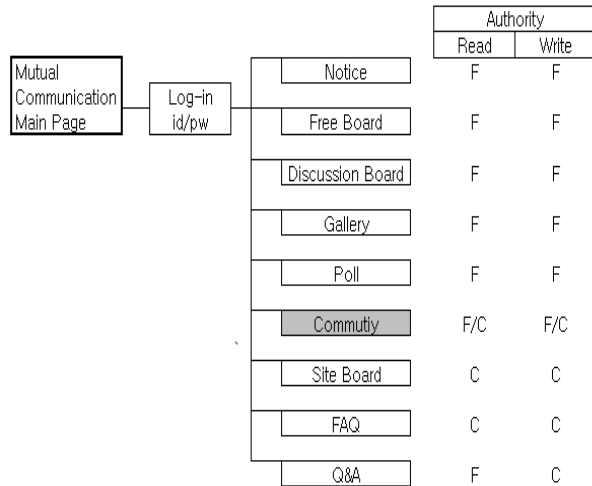 Authority
Read Write
Mutual
Communication
Main Page
Log-in
id/pw
Notice F F
Free Board F F
Discussion Board F F
Gallery F F
Poll F F
Commutiy F/C F/C
Site Board C C
FAQ C C
Q&A F C